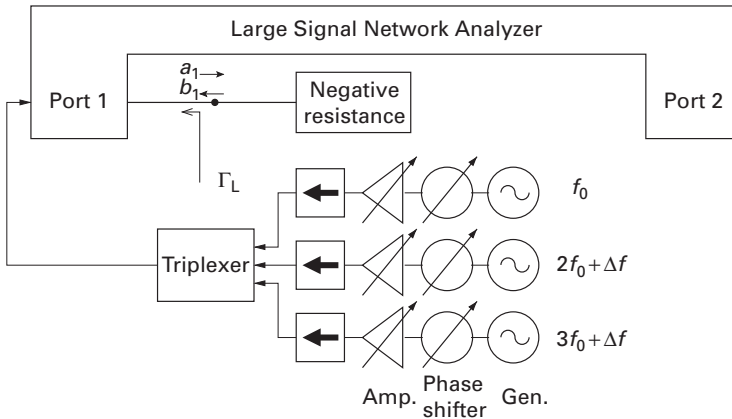 Large Signal Network Analyzer
a₁
b₁
Port 1
Negative
resistance
Port 2
Γ_L
f₀
Triplexer
2f₀+Δf
3f₀+Δf
Amp.
Phase
shifter
Gen.